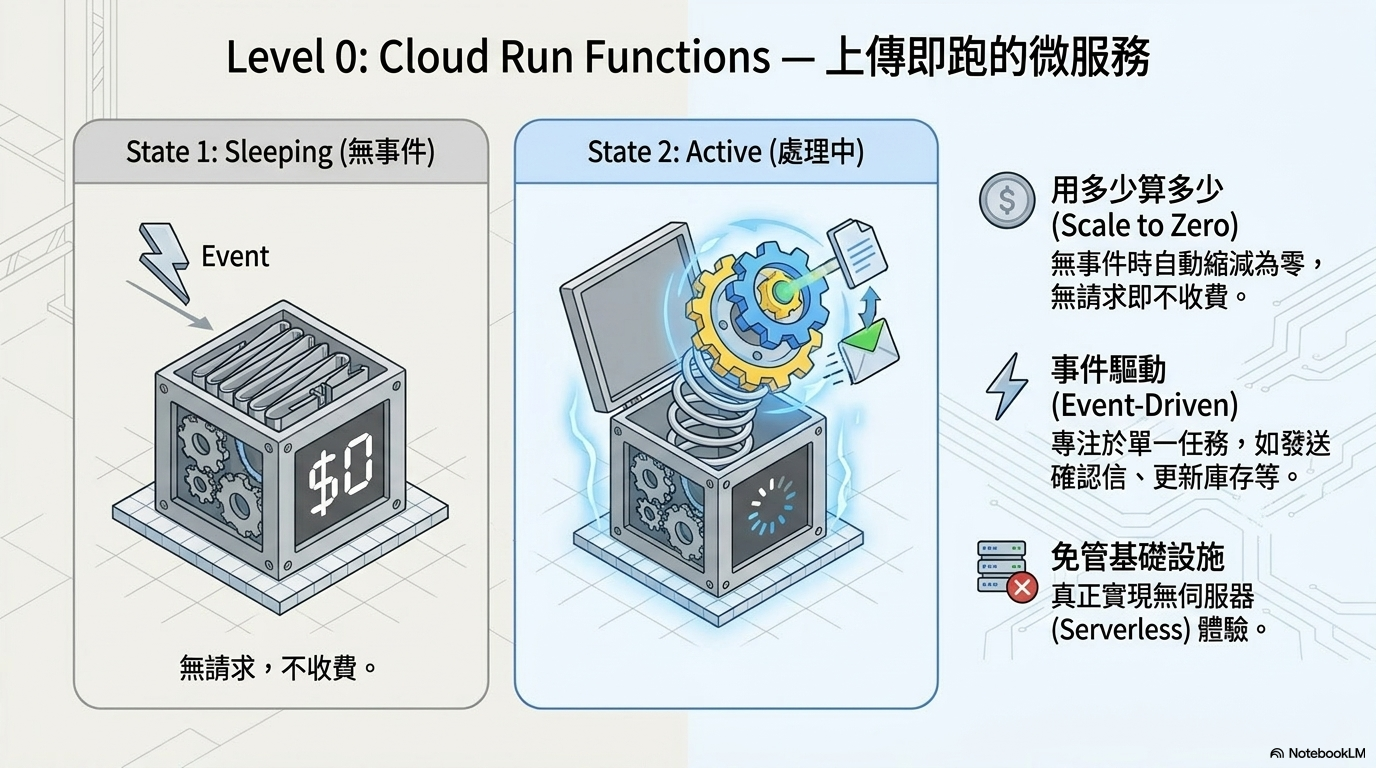 Level 0: Cloud Run Functions — 上傳即跑的微服務
State 1: Sleeping (無事件)
Event
$0
無請求，不收費。
State 2: Active (處理中)
$
用多少算多少
(Scale to Zero)
無事件時自動縮減為零，
無請求即不收費。
事件驅動
(Event-Driven)
專注於單一任務，如發送
確認信、更新庫存等。
免管基礎設施
真正實現無伺服器
(Serverless) 體驗。
NotebookLM